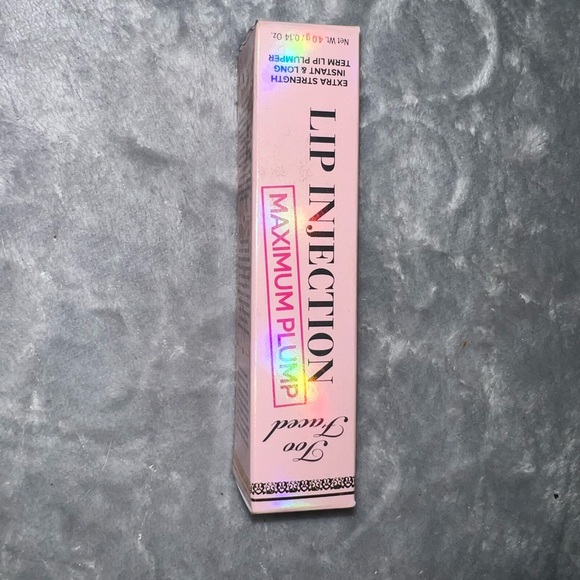 Too
Faced
LIP INJECTION
MAXIMUM PLUMP
EXTRA STRENGTH
INSTANT & LONG
TERM LIP PLUMPER
Net Wt. 4.0 g / 0.14 Oz.